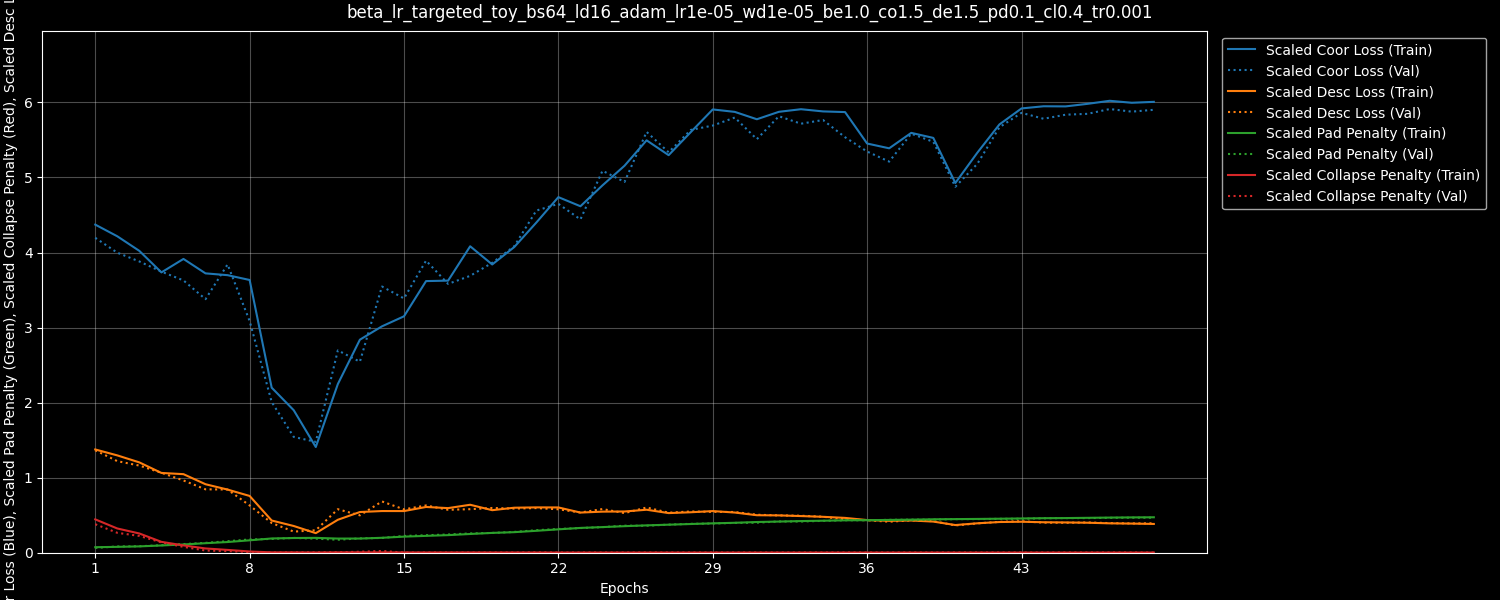 beta_lr_targeted_toy_bs64_ld16_adam_lr1e-05_wd1e-05_be1.0_co1.5_de1.5_pd0.1_cl0.4_tr0.001
r Loss (Blue), Scaled Pad Penalty (Green), Scaled Collapse Penalty (Red), Scaled Desc L
6
5
4
3
2
1
0
1 8 15 22 29 36 43
Epochs
Scaled Coor Loss (Train)
Scaled Coor Loss (Val)
Scaled Desc Loss (Train)
Scaled Desc Loss (Val)
Scaled Pad Penalty (Train)
Scaled Pad Penalty (Val)
Scaled Collapse Penalty (Train)
Scaled Collapse Penalty (Val)